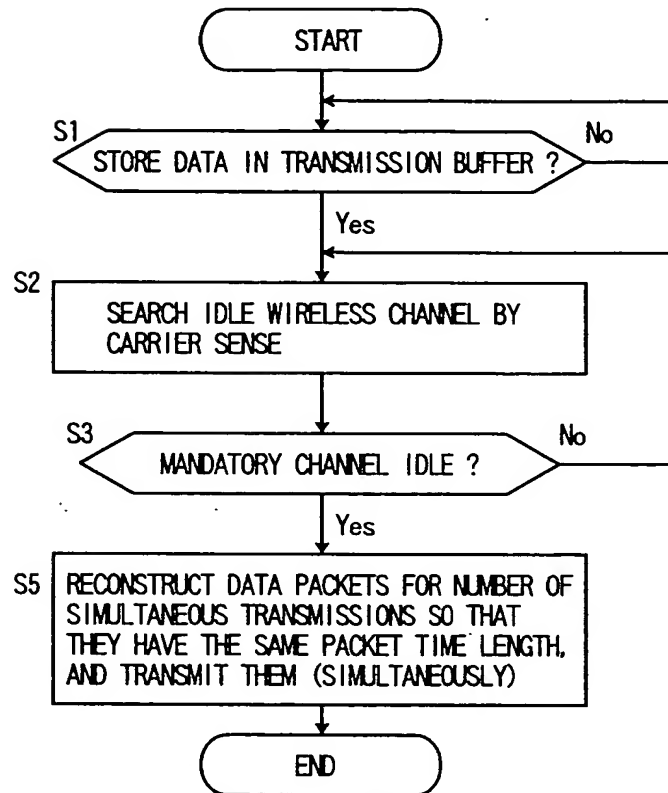 START
S1
No
STORE DATA IN TRANSMISSION BUFFER ?
Yes
S2
SEARCH IDLE WIRELESS CHANNEL BY
CARRIER SENSE
S3
No
MANDATORY CHANNEL IDLE ?
Yes
S5
RECONSTRUCT DATA PACKETS FOR NUMBER OF
SIMULTANEOUS TRANSMISSIONS SO THAT
THEY HAVE THE SAME PACKET TIME LENGTH,
AND TRANSMIT THEM (SIMULTANEOUSLY)
END